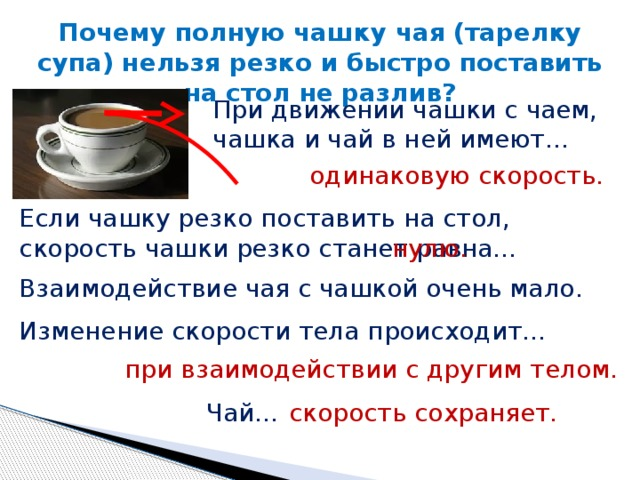 Почему полную чашку чая (тарелку
супа) нельзя резко и быстро поставить
на стол не разлив?
При движении чашки с чаем,
чашка и чай в ней имеют…
одинаковую скорость.
Если чашку резко поставить на стол,
скорость чашки резко станет равна…
нулю.
Взаимодействие чая с чашкой очень мало.
Изменение скорости тела происходит…
при взаимодействии с другим телом.
Чай… скорость сохраняет.